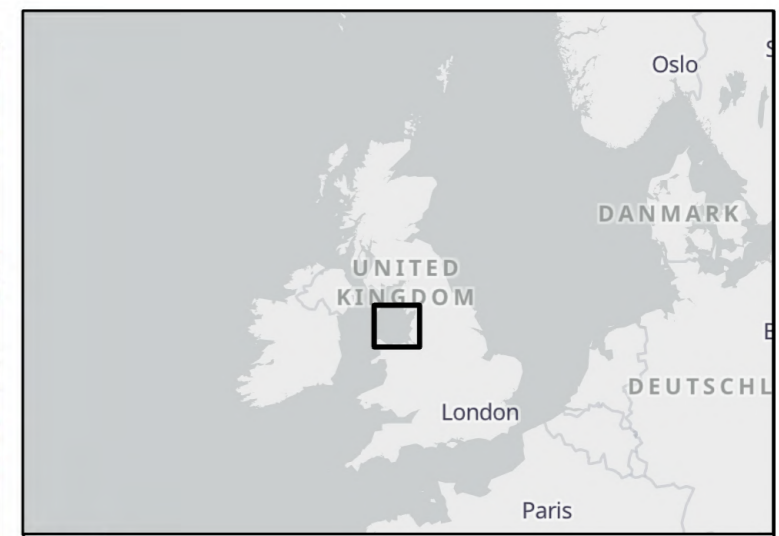 Oslo
S
DANMARK
UNITED
KINGDOM
E
DEUTSCHL
London
Paris